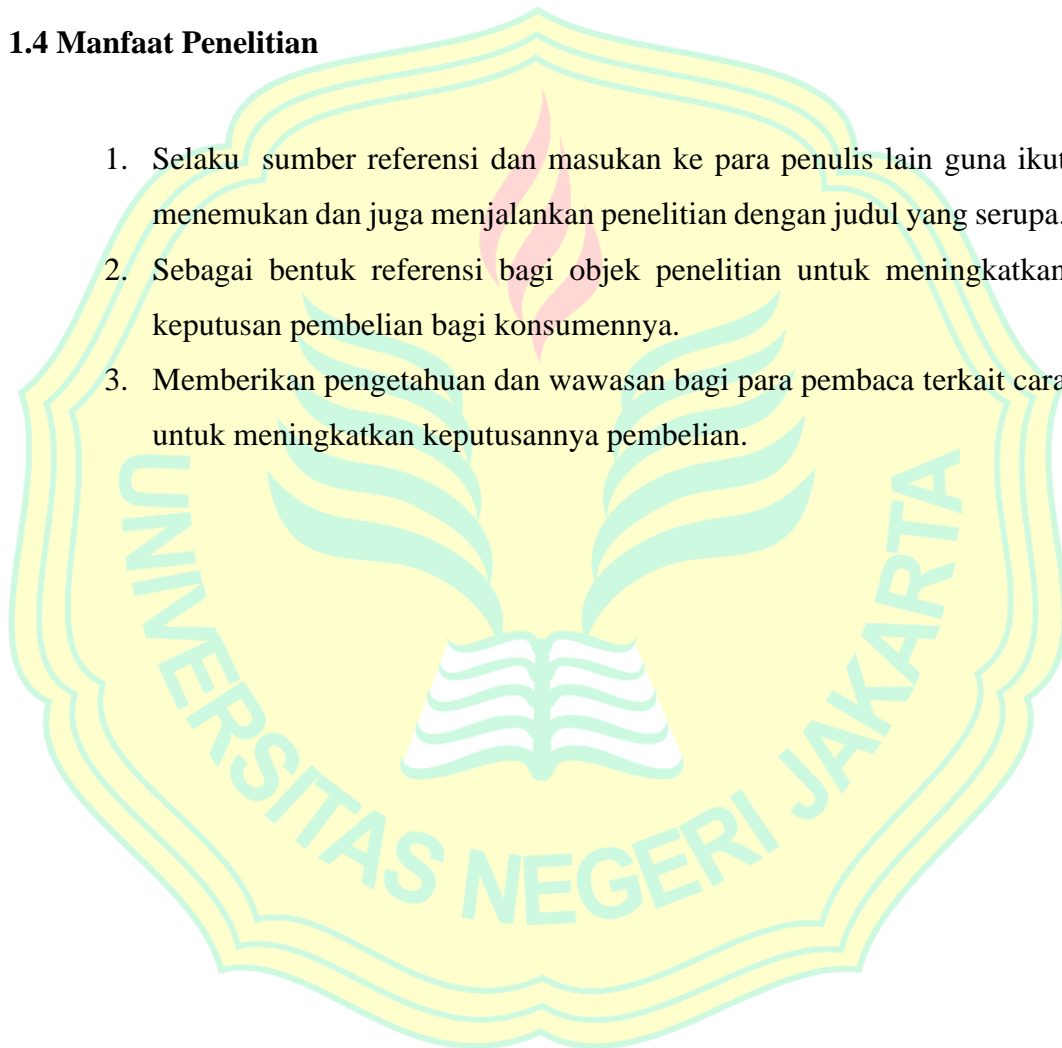 1.4 Manfaat Penelitian
1. Selaku sumber referensi dan masukan ke para penulis lain guna ikut
menemukan dan juga menjalankan penelitian dengan judul yang serupa.
2. Sebagai bentuk referensi bagi objek penelitian untuk meningkatkan
keputusan pembelian bagi konsumennya.
3. Memberikan pengetahuan dan wawasan bagi para pembaca terkait cara
untuk meningkatkan keputusannya pembelian.
UNIVERSITAS NEGERI JAKARTA